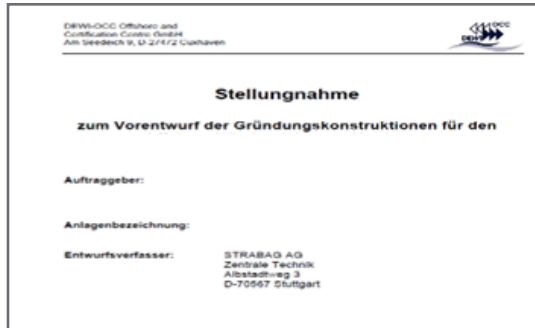 DEWI-OCC Offshore and
Certification Centre GmbH
Am Seedeich 9, D-27472 Cuxhaven
DEWI OCC
Stellungnahme
zum Vorentwurf der Gründungskonstruktionen für den
Auftraggeber:
Anlagenbezeichnung:
Entwurfsverfasser: STRABAG AG
Zentrale Technik
Albstadtweg 3
D-70567 Stuttgart